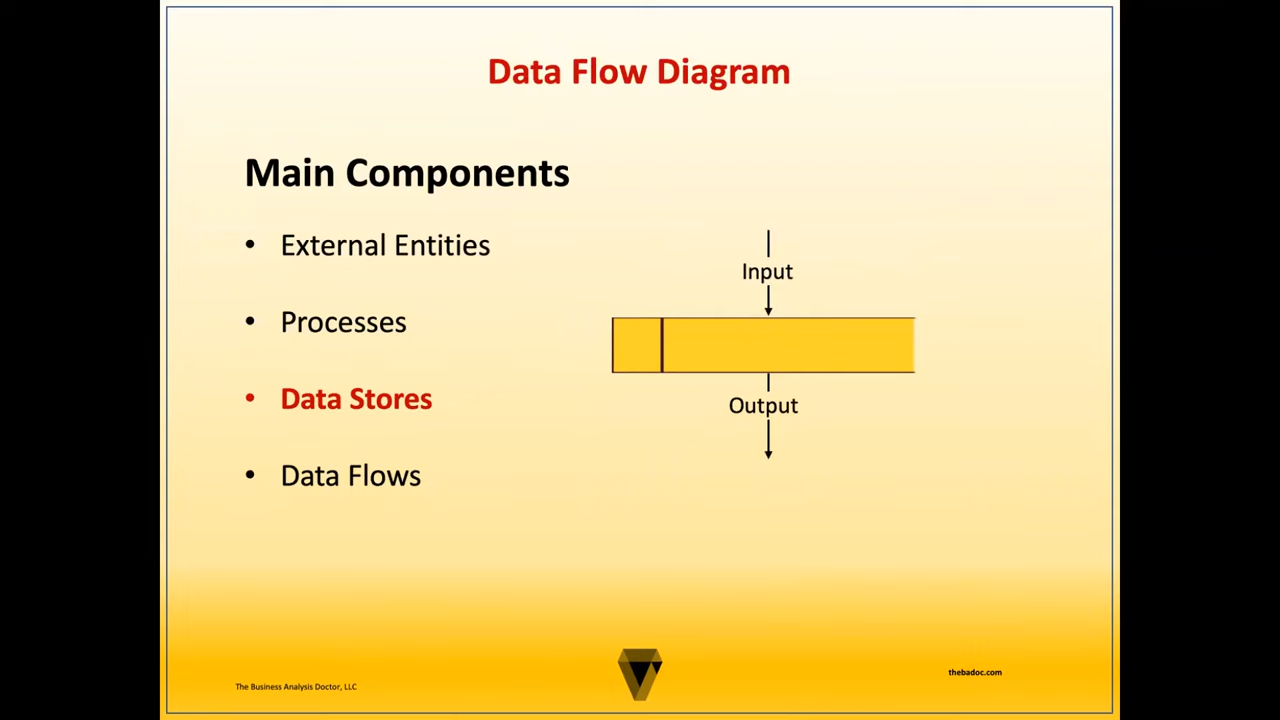 Data Flow Diagram
Main Components
• External Entities
• Processes
• Data Stores
• Data Flows
Input
Output
The Business Analysis Doctor, LLC
thebadoc.com